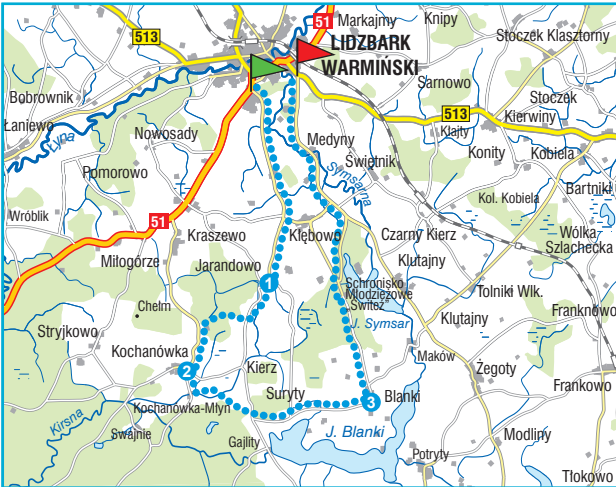 51
Markajmy
Knipy
513
LIDZBARK
WARMIŃSKI
Stoczek Klasztorny
Bobrownik
Sarnowo
Stoczek
513
Kierwiny
Łaniewo
Łyna
Nowosady
Medyny
Kłajty
Symsarna
Świętnik
Konity
Kobiela
Pomorowo
Bartniki
Kol. Kobiela
Wróblik
51
Kraszewo
Kłębowo
Czarny Kierz
Wólka
Szlachecka
Miłogórze
Jarandowo
Klutajny
1
Schronisko
Młodzieżowe
Świteź
Tolniki Wlk.
Chełm
J. Symsar
Klutajny
Franknowo
Stryjkowo
Kochanówka
Maków
Kierz
Żegoty
2
Frankowo
Suryty
3
Blanki
Kochanówka-Młyn
Kirsna
Swajnie
J. Blanki
Modliny
Gajlity
Potryty
Tłokowo